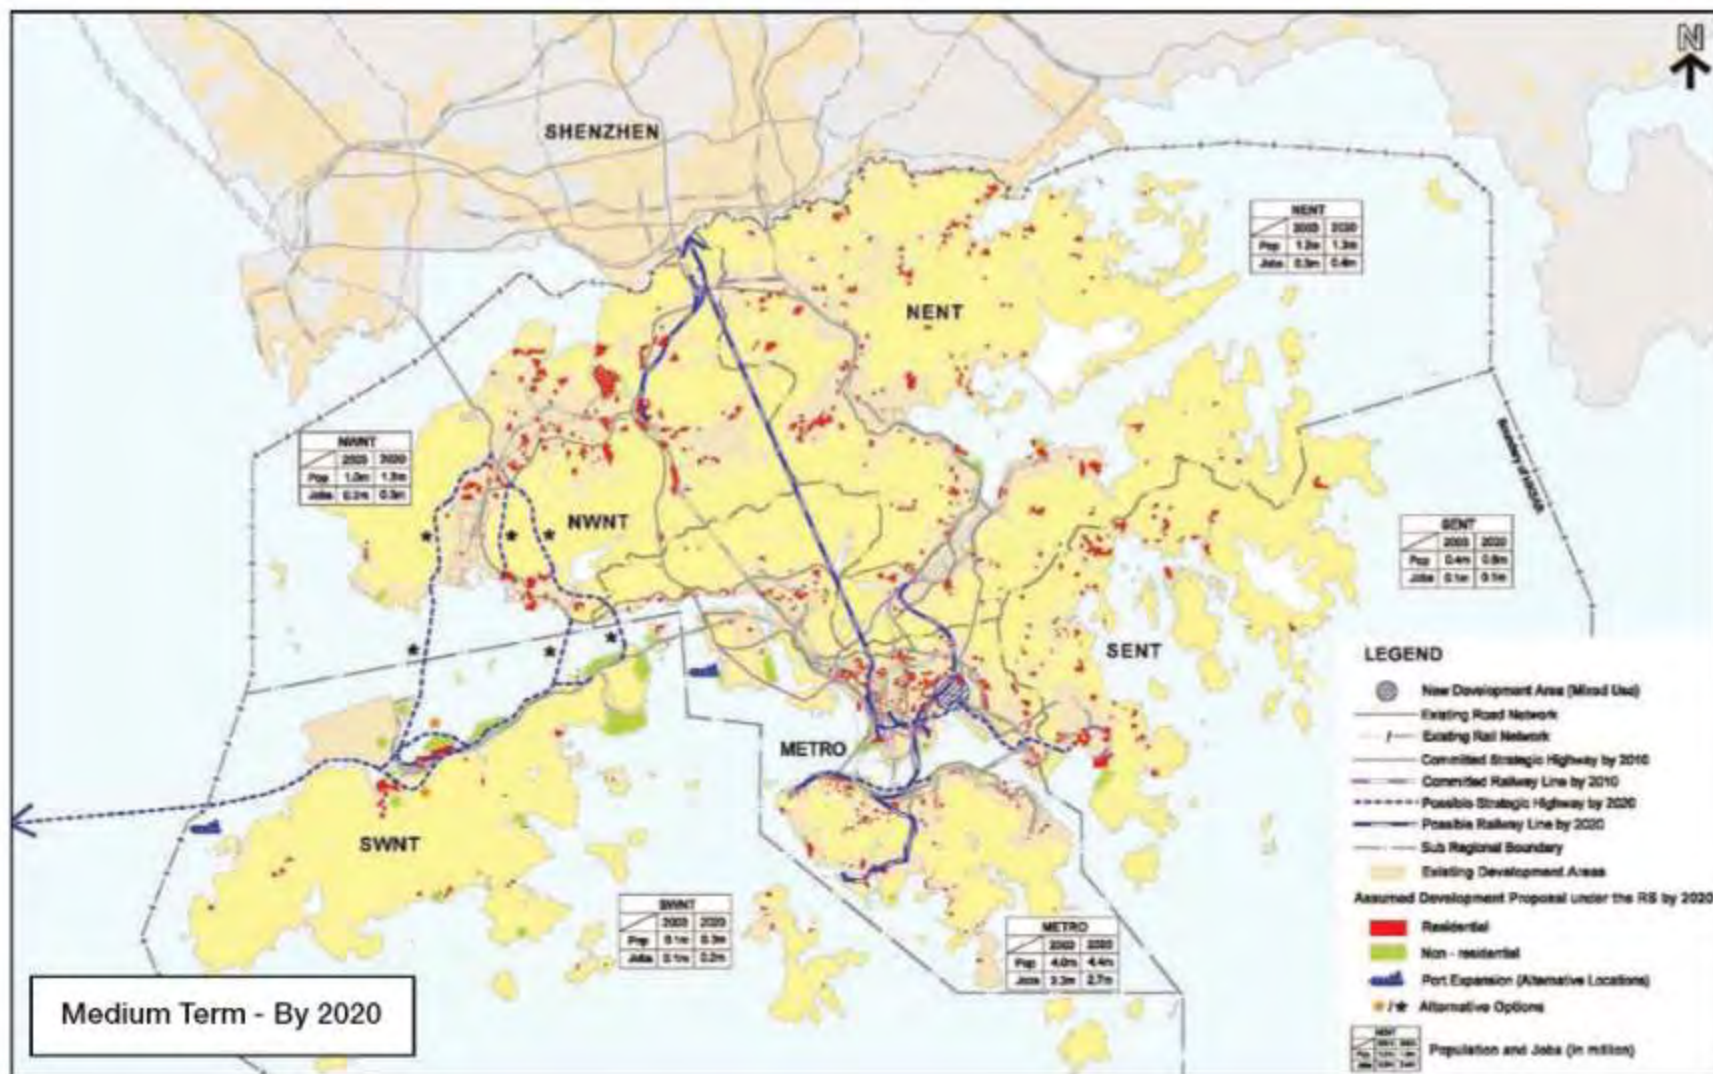 N
SHENZHEN
NENT
2003 2020
Pop 1.2m 1.3m
Jobs 0.3m 0.4m
NENT
Boundary of HKSAR
NWNT
2003 2020
Pop 1.0m
Jobs 0.2m 0.3m
NWNT
SENT
2003 2020
Pop 0.4m
Jobs 0.1m 0.1m
SENT
METRO
SWNT
SWNT
2003 2020
Pop 0.1m 0.3m
Jobs 0.1m 0.2m
METRO
2003 2020
Pop 4.0m 4.4m
Jobs 2.7m
Medium Term - By 2020
LEGEND
New Development Area (Mixed Use)
Existing Road Network
Existing Rail Network
Committed Strategic Highway by 2010
Committed Railway Line by 2010
Possible Strategic Highway by 2020
Possible Railway Line by 2020
Sub Regional Boundary
Existing Development Areas
Assumed Development Proposal under the RS by 2020
Residential
Non - residential
Port Expansion (Alternative Locations)
/ Alternative Options
NENT
Population and Jobs (in million)